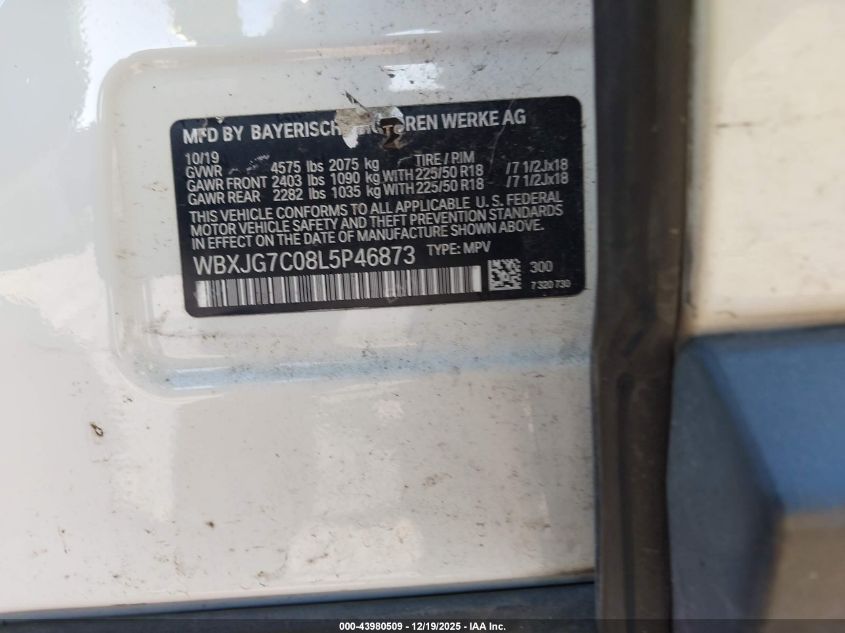 MFD BY BAYERISCH MOTOREN WERKE AG
10/19
GVWR 4575 lbs 2075 kg TIRE / RIM
GAWR FRONT 2403 lbs 1090 kg WITH 225/50 R18 /7 1/2Jx18
GAWR REAR 2282 lbs 1035 kg WITH 225/50 R18 /7 1/2Jx18
THIS VEHICLE CONFORMS TO ALL APPLICABLE U.S. FEDERAL
MOTOR VEHICLE SAFETY AND THEFT PREVENTION STANDARDS
IN EFFECT ON THE DATE OF MANUFACTURE SHOWN ABOVE.
WBXJG7C08L5P46873 TYPE: MPV
300
7 320 730
000-43980509 - 12/19/2025 - IAA Inc.